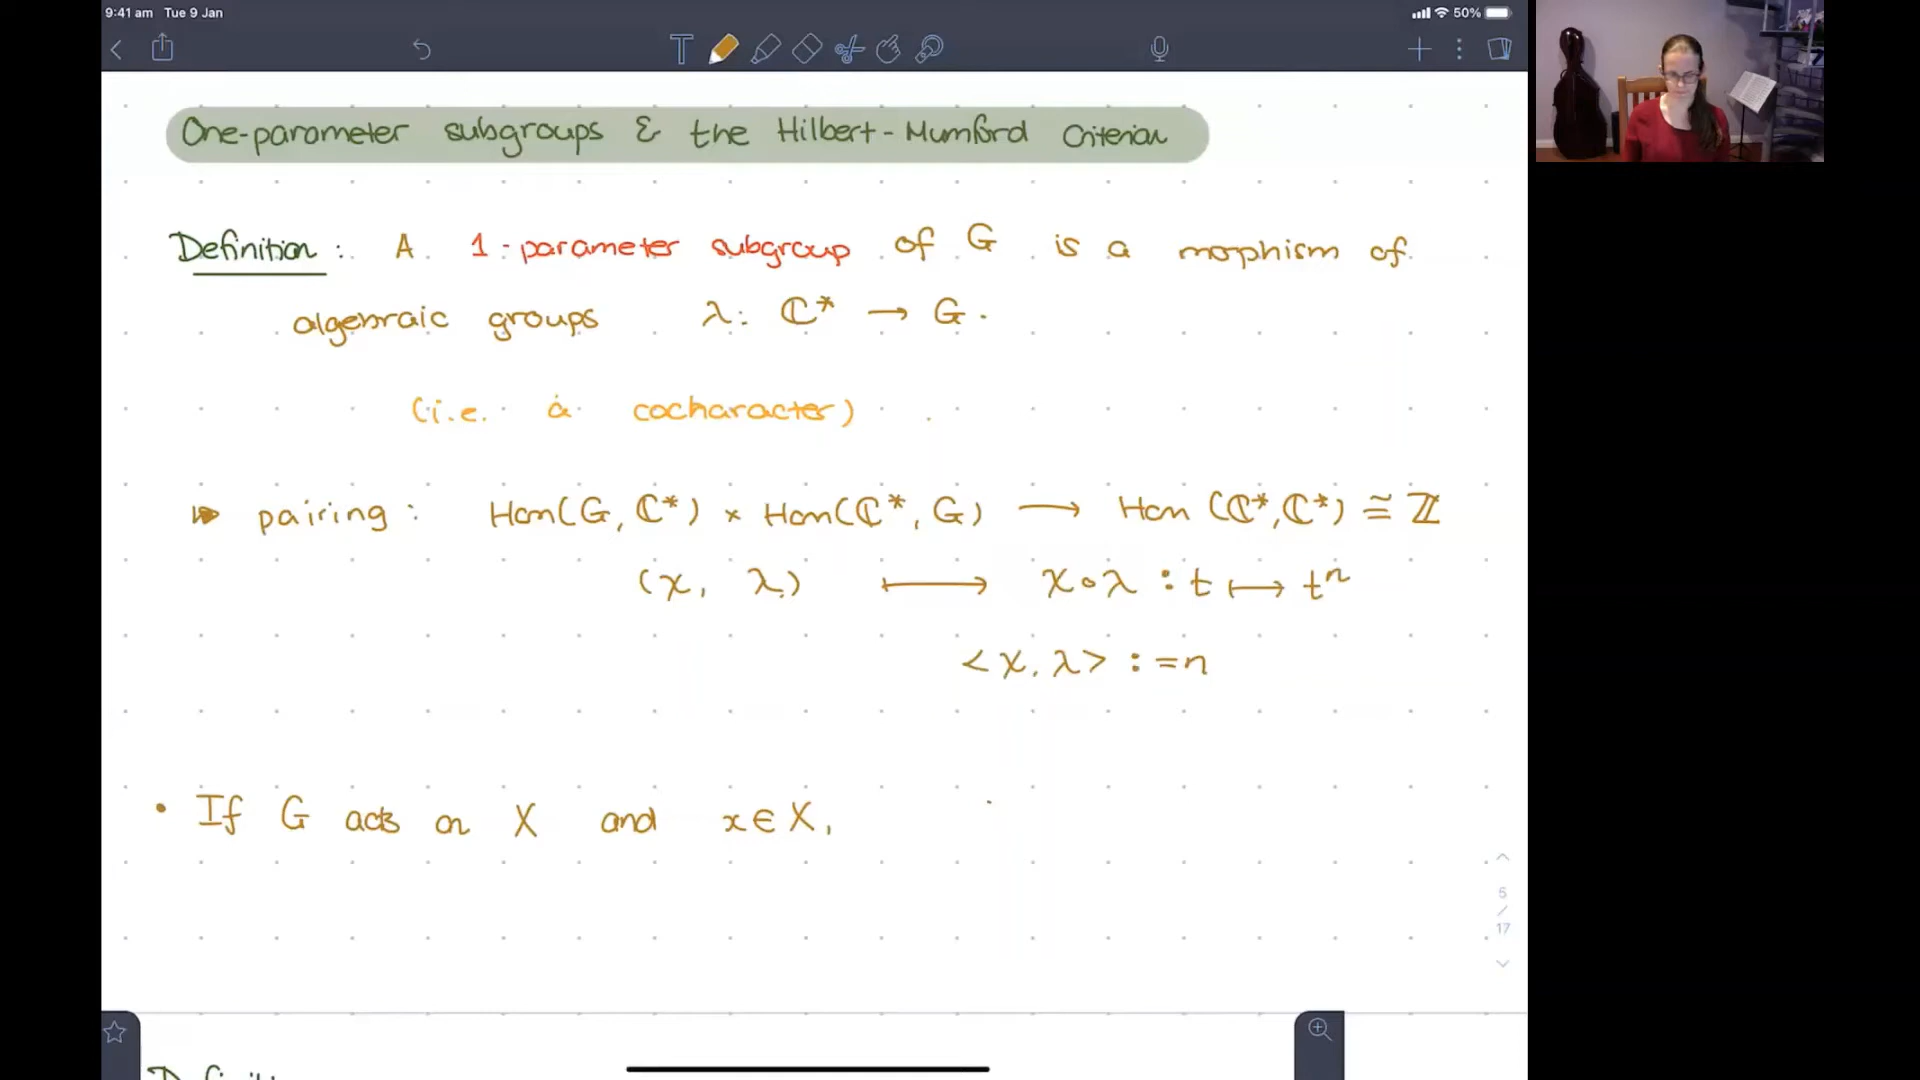 9:41 am Tue 9 Jan
50%
One-parameter subgroups & the Hilbert-Mumford Criterion
Definition: A 1-parameter subgroup of G is a morphism of
algebraic groups λ: ℂ* → G.
(i.e. a cocharacter)
pairing: Hom(G, ℂ*) × Hom(ℂ*, G) → Hom(ℂ*, ℂ*) ≅ ℤ
(χ, λ) ⟼ χ∘λ : t ⟼ tⁿ
<χ, λ> := n
• If G acts on X and x ∈ X,
5
/
17